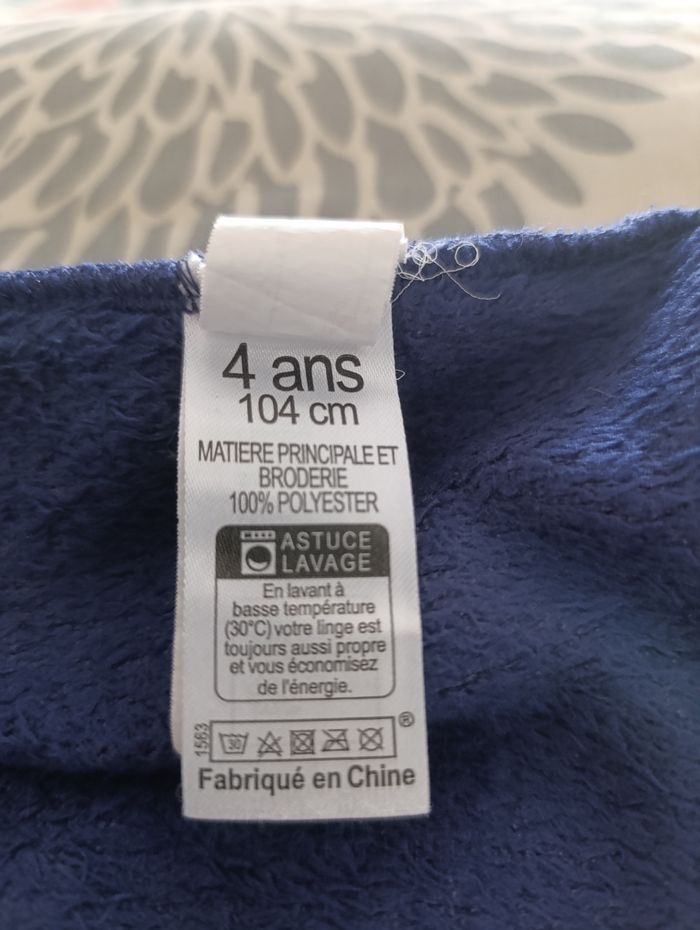 4 ans
104 cm
MATIERE PRINCIPALE ET
BRODERIE
100% POLYESTER
ASTUCE
LAVAGE
En lavant à
basse température
(30°C) votre linge est
toujours aussi propre
et vous économisez
de l'énergie.
1563
30
®
Fabriqué en Chine